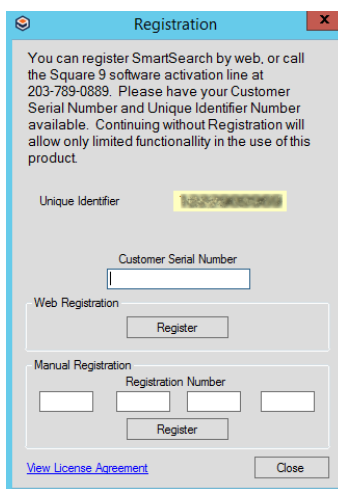 Registration
x
You can register SmartSearch by web, or call
the Square 9 software activation line at
203-789-0889. Please have your Customer
Serial Number and Unique Identifier Number
available. Continuing without Registration will
allow only limited functionallity in the use of this
product.
Unique Identifier
Customer Serial Number
Web Registration
Register
Manual Registration
Registration Number
Register
View License Agreement
Close